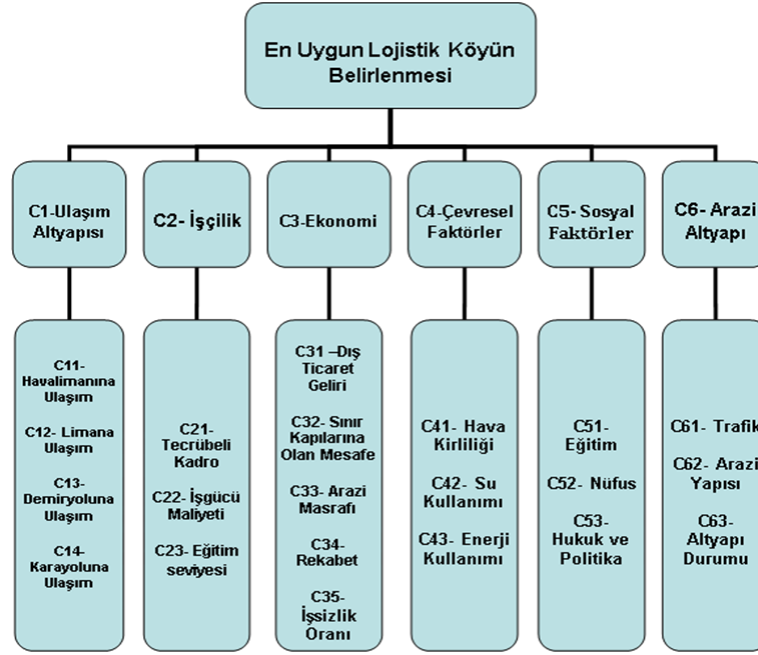 En Uygun Lojistik Köyün
Belirlenmesi
C1-Ulaşım
Altyapısı
C2- İşçilik
C3-Ekonomi
C4-Çevresel
Faktörler
C5- Sosyal
Faktörler
C6- Arazi
Altyapı
C11-
Havalimanına
Ulaşım
C12- Limana
Ulaşım
C13-
Demiryoluna
Ulaşım
C14-
Karayoluna
Ulaşım
C21-
Tecrübeli
Kadro
C22- İşgücü
Maliyeti
C23- Eğitim
seviyesi
C31 –Dış
Ticaret
Geliri
C32- Sınır
Kapılarına
Olan Mesafe
C33- Arazi
Masrafı
C34-
Rekabet
C35-
İşsizlik
Oranı
C41- Hava
Kirliliği
C42- Su
Kullanımı
C43- Enerji
Kullanımı
C51-
Eğitim
C52- Nüfus
C53-
Hukuk ve
Politika
C61- Trafik
C62- Arazi
Yapısı
C63-
Altyapı
Durumu